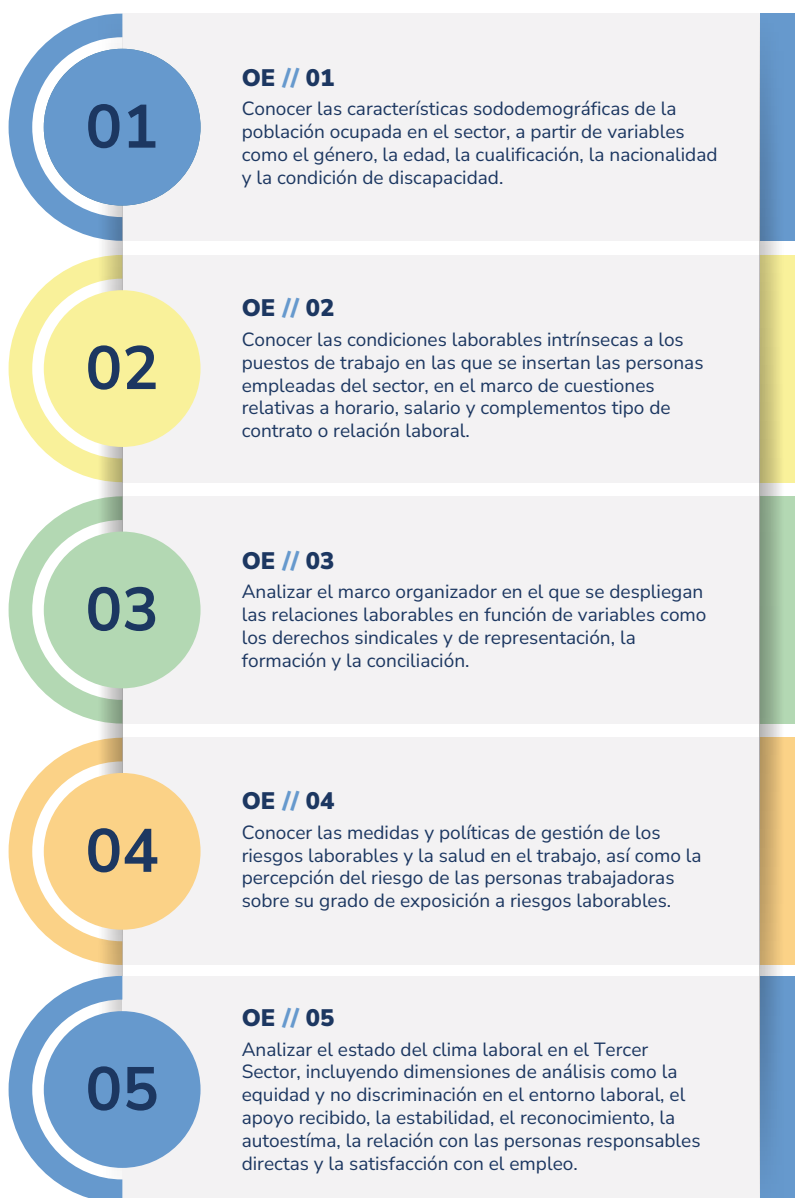 01
OE // 01
Conocer las características sododemográficas de la
población ocupada en el sector, a partir de variables
como el género, la edad, la cualificación, la nacionalidad
y la condición de discapacidad.
02
OE // 02
Conocer las condiciones laborables intrínsecas a los
puestos de trabajo en las que se insertan las personas
empleadas del sector, en el marco de cuestiones
relativas a horario, salario y complementos tipo de
contrato o relación laboral.
03
OE // 03
Analizar el marco organizador en el que se despliegan
las relaciones laborables en función de variables como
los derechos sindicales y de representación, la
formación y la conciliación.
04
OE // 04
Conocer las medidas y políticas de gestión de los
riesgos laborables y la salud en el trabajo, así como la
percepción del riesgo de las personas trabajadoras
sobre su grado de exposición a riesgos laborables.
05
OE // 05
Analizar el estado del clima laboral en el Tercer
Sector, incluyendo dimensiones de análisis como la
equidad y no discriminación en el entorno laboral, el
apoyo recibido, la estabilidad, el reconocimiento, la
autoestíma, la relación con las personas responsables
directas y la satisfacción con el empleo.